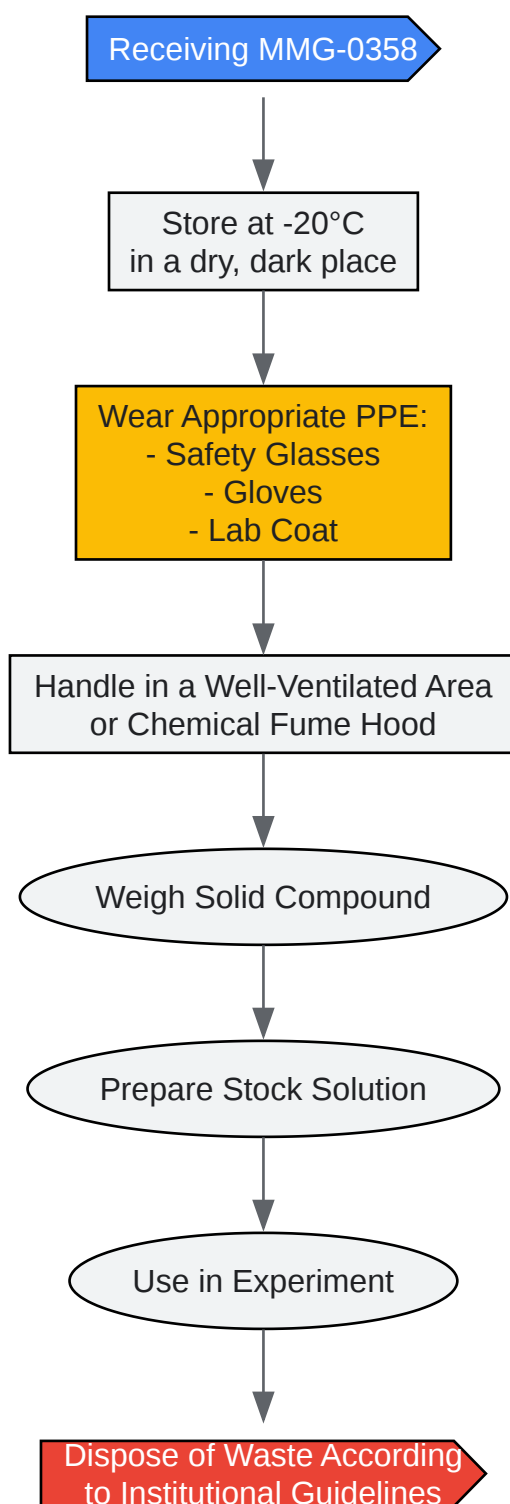 Receiving MMG-0358
Store at -20°C
in a dry, dark place
Wear Appropriate PPE:
- Safety Glasses
- Gloves
- Lab Coat
Handle in a Well-Ventilated Area
or Chemical Fume Hood
Weigh Solid Compound
Prepare Stock Solution
Use in Experiment
Dispose of Waste According
to Institutional Guidelines